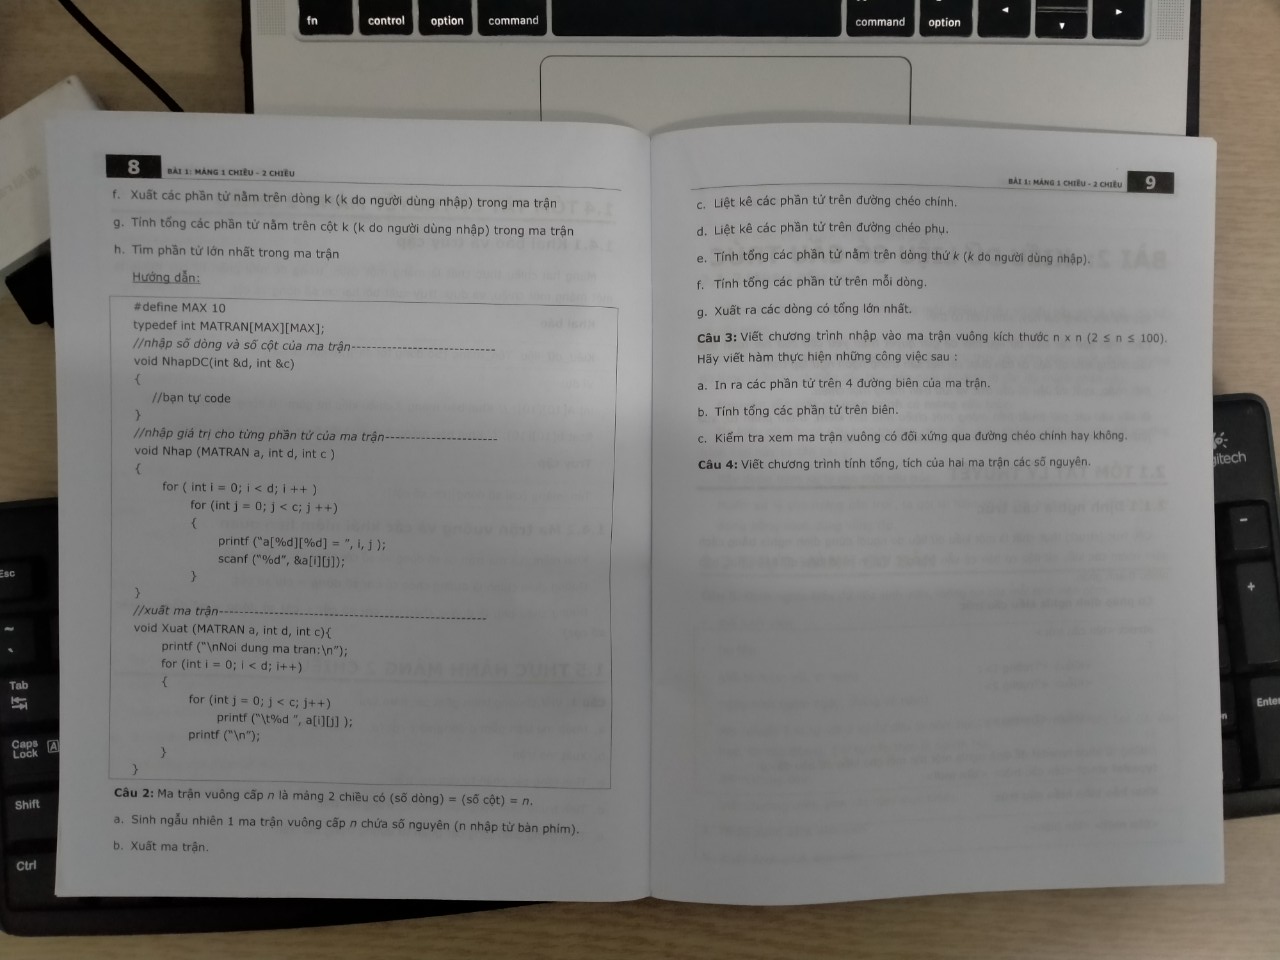 fn
control
option
command
command
option
8
BÀI 1: MẢNG 1 CHIỀU - 2 CHIỀU
f. Xuất các phần tử nằm trên dòng k (k do người dùng nhập) trong ma trận
g. Tính tổng các phần tử nằm trên cột k (k do người dùng nhập) trong ma trận
h. Tìm phần tử lớn nhất trong ma trận
Hướng dẫn:
#define MAX 10
typedef int MATRAN[MAX][MAX];
//nhập số dòng và số cột của ma trận-----------------------------
void NhapDC(int &d, int &c)
{
//bạn tự code
}
//nhập giá trị cho từng phần tử của ma trận-----------------------
void Nhap (MATRAN a, int d, int c )
{
for ( int i = 0; i < d; i ++ )
for (int j = 0; j < c; j ++)
{
printf (“a[%d][%d] = ”, i, j );
scanf (“%d”, &a[i][j]);
}
}
//xuất ma trận------------------------------------------------------
void Xuat (MATRAN a, int d, int c){
printf (“\nNoi dung ma tran:\n”);
for (int i = 0; i < d; i++)
{
for (int j = 0; j < c; j++)
printf (“\t%d ”, a[i][j] );
printf (“\n”);
}
}
Câu 2: Ma trận vuông cấp n là mảng 2 chiều có (số dòng) = (số cột) = n.
a. Sinh ngẫu nhiên 1 ma trận vuông cấp n chứa số nguyên (n nhập từ bàn phím).
b. Xuất ma trận.
BÀI 1: MẢNG 1 CHIỀU - 2 CHIỀU
9
c. Liệt kê các phần tử trên đường chéo chính.
d. Liệt kê các phần tử trên đường chéo phụ.
e. Tính tổng các phần tử nằm trên dòng thứ k (k do người dùng nhập).
f. Tính tổng các phần tử trên mỗi dòng.
g. Xuất ra các dòng có tổng lớn nhất.
Câu 3: Viết chương trình nhập vào ma trận vuông kích thước n x n (2 ≤ n ≤ 100).
Hãy viết hàm thực hiện những công việc sau :
a. In ra các phần tử trên 4 đường biên của ma trận.
b. Tính tổng các phần tử trên biên.
c. Kiểm tra xem ma trận vuông có đối xứng qua đường chéo chính hay không.
Câu 4: Viết chương trình tính tổng, tích của hai ma trận các số nguyên.
Esc
~
Tab
Caps
Lock
A
Shift
Ctrl
gitech
-
+
Enter